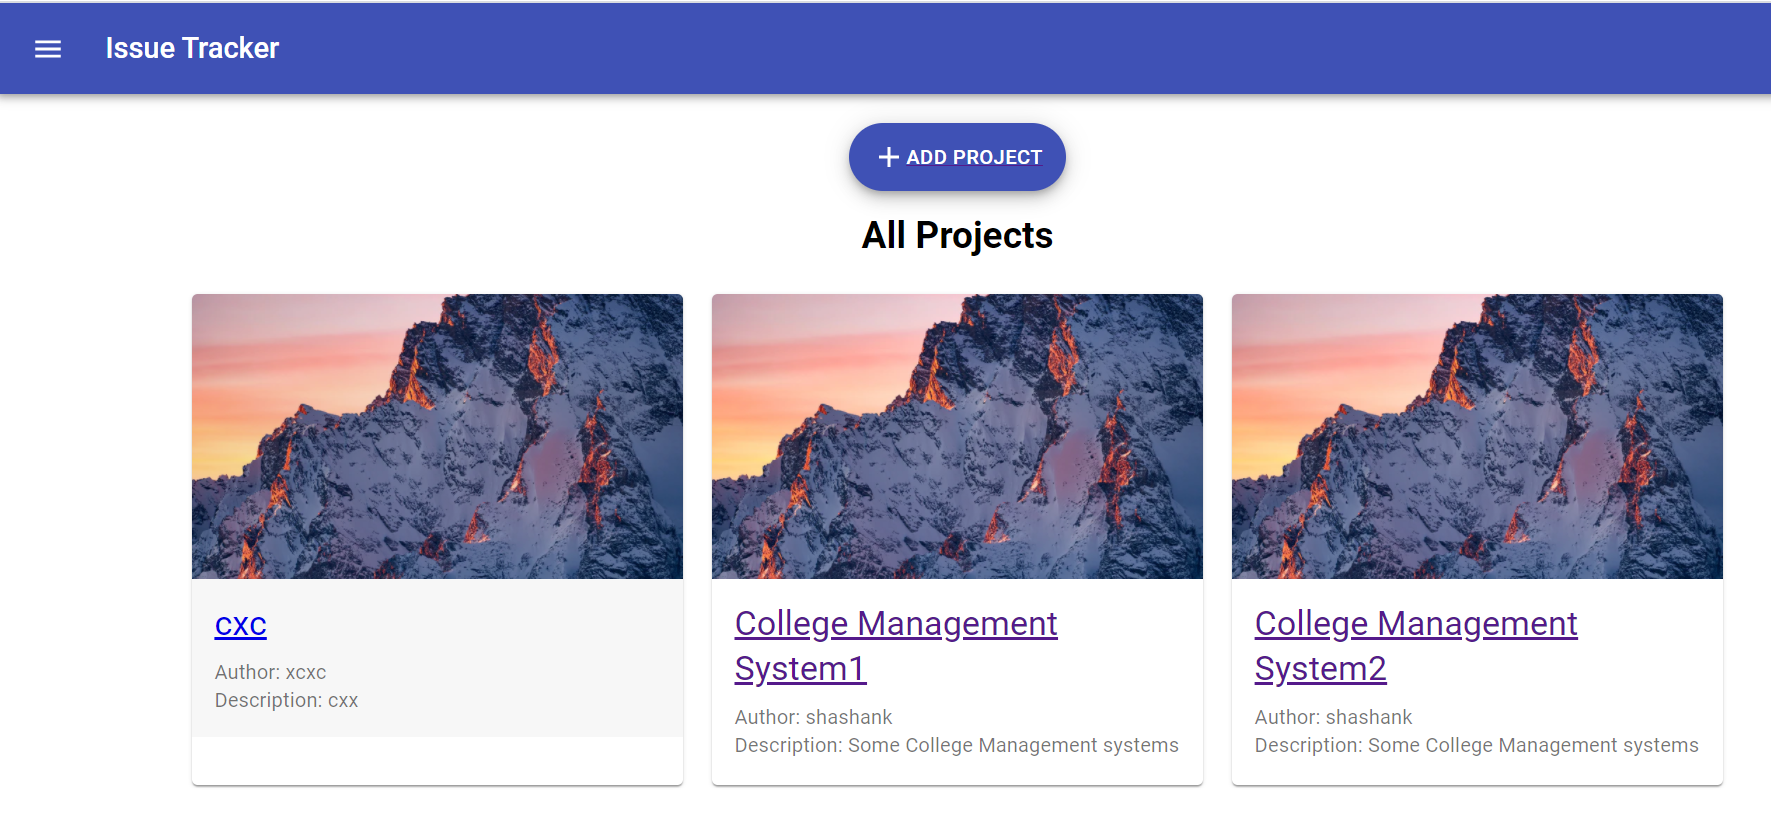 Issue Tracker
ADD PROJECT
All Projects
cxc
Author: xcxc
Description: cxx
College Management
System1
Author: shashank
Description: Some College Management systems
College Management
System2
Author: shashank
Description: Some College Management systems